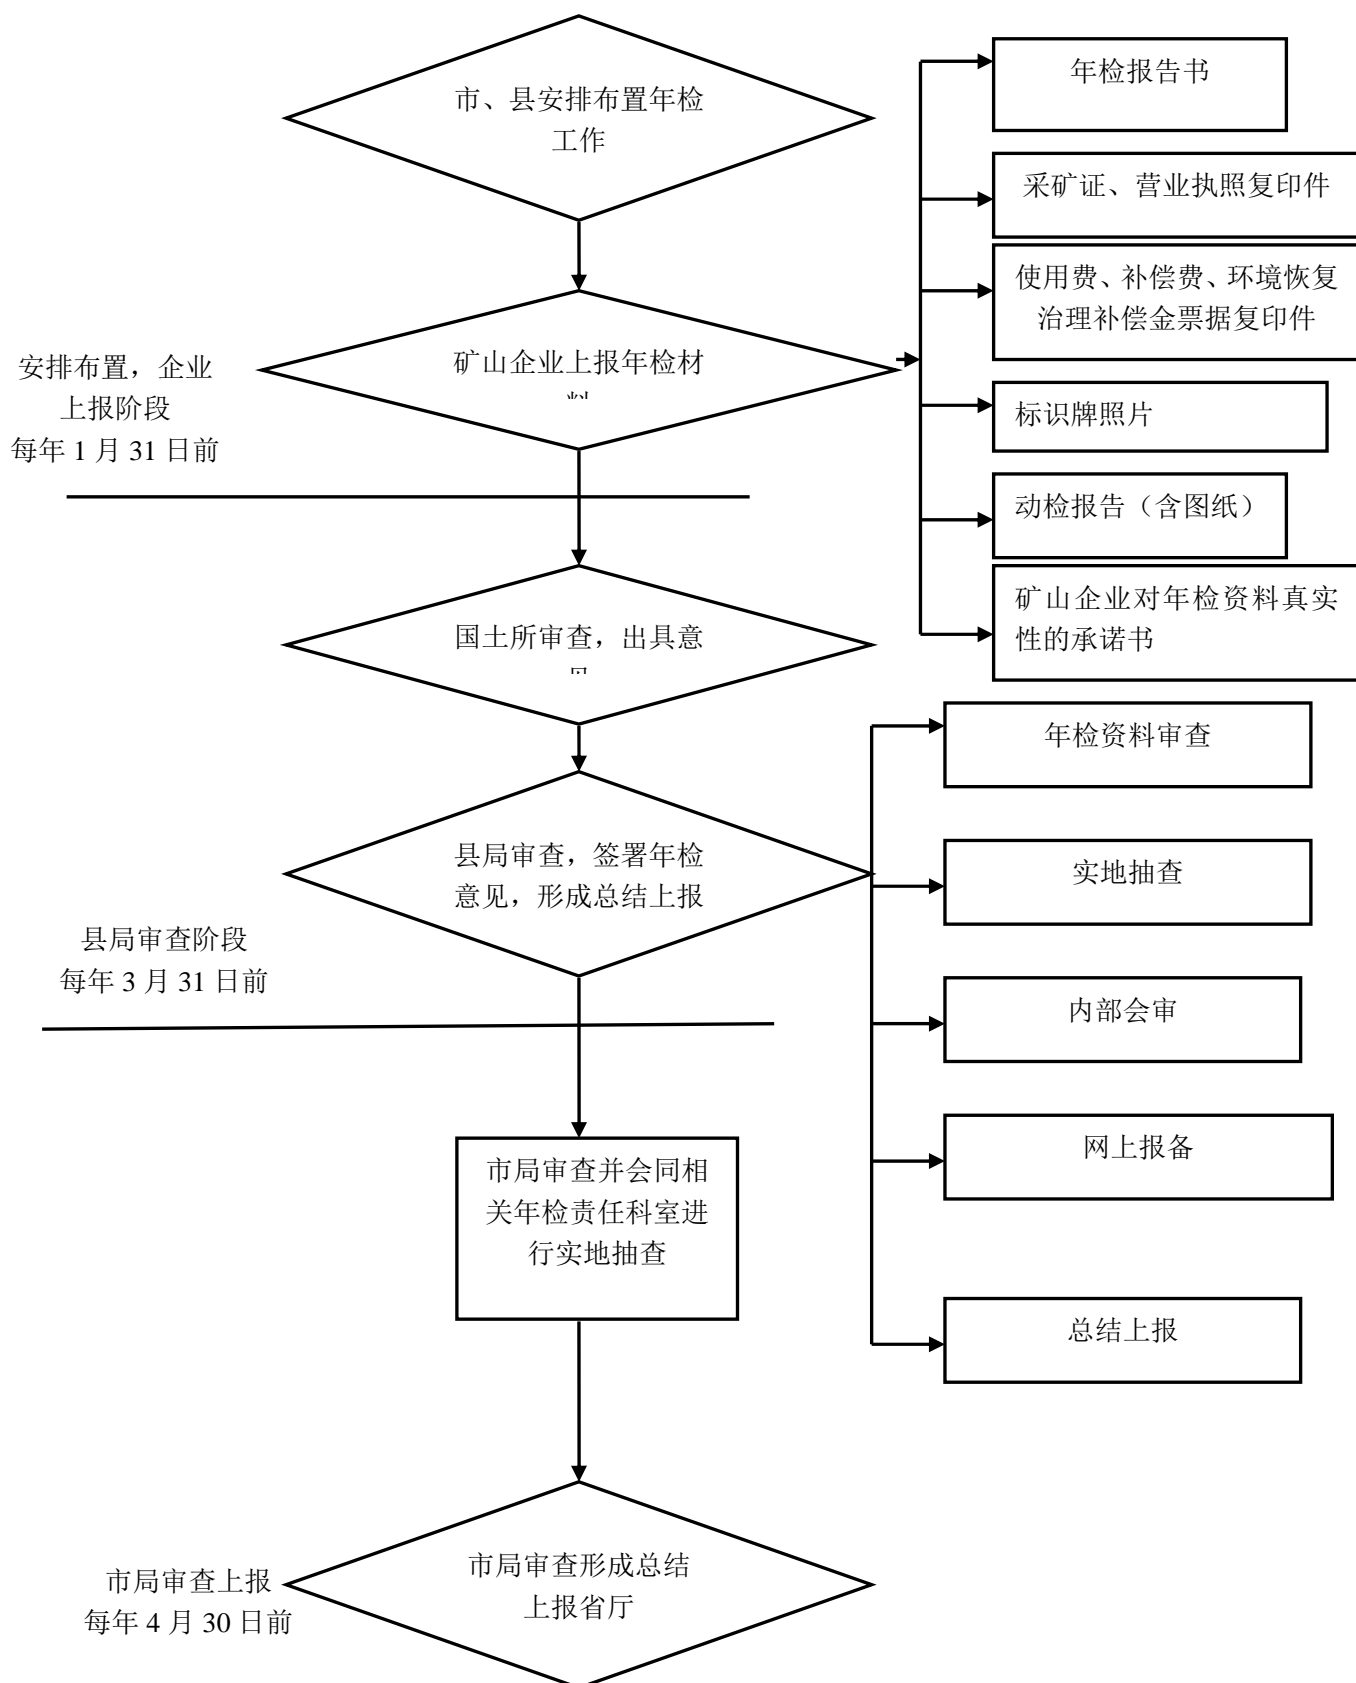 市、县安排布置年检
工作
年检报告书
采矿证、营业执照复印件
使用费、补偿费、环境恢复
治理补偿金票据复印件
矿山企业上报年检材
安排布置，企业
上报阶段
每年 1 月 31 日前
标识牌照片
动检报告（含图纸）
矿山企业对年检资料真实
性的承诺书
国土所审查，出具意
年检资料审查
县局审查，签署年检
意见，形成总结上报
实地抽查
县局审查阶段
每年 3 月 31 日前
内部会审
网上报备
市局审查并会同相
关年检责任科室进
行实地抽查
总结上报
市局审查形成总结
上报省厅
市局审查上报
每年 4 月 30 日前